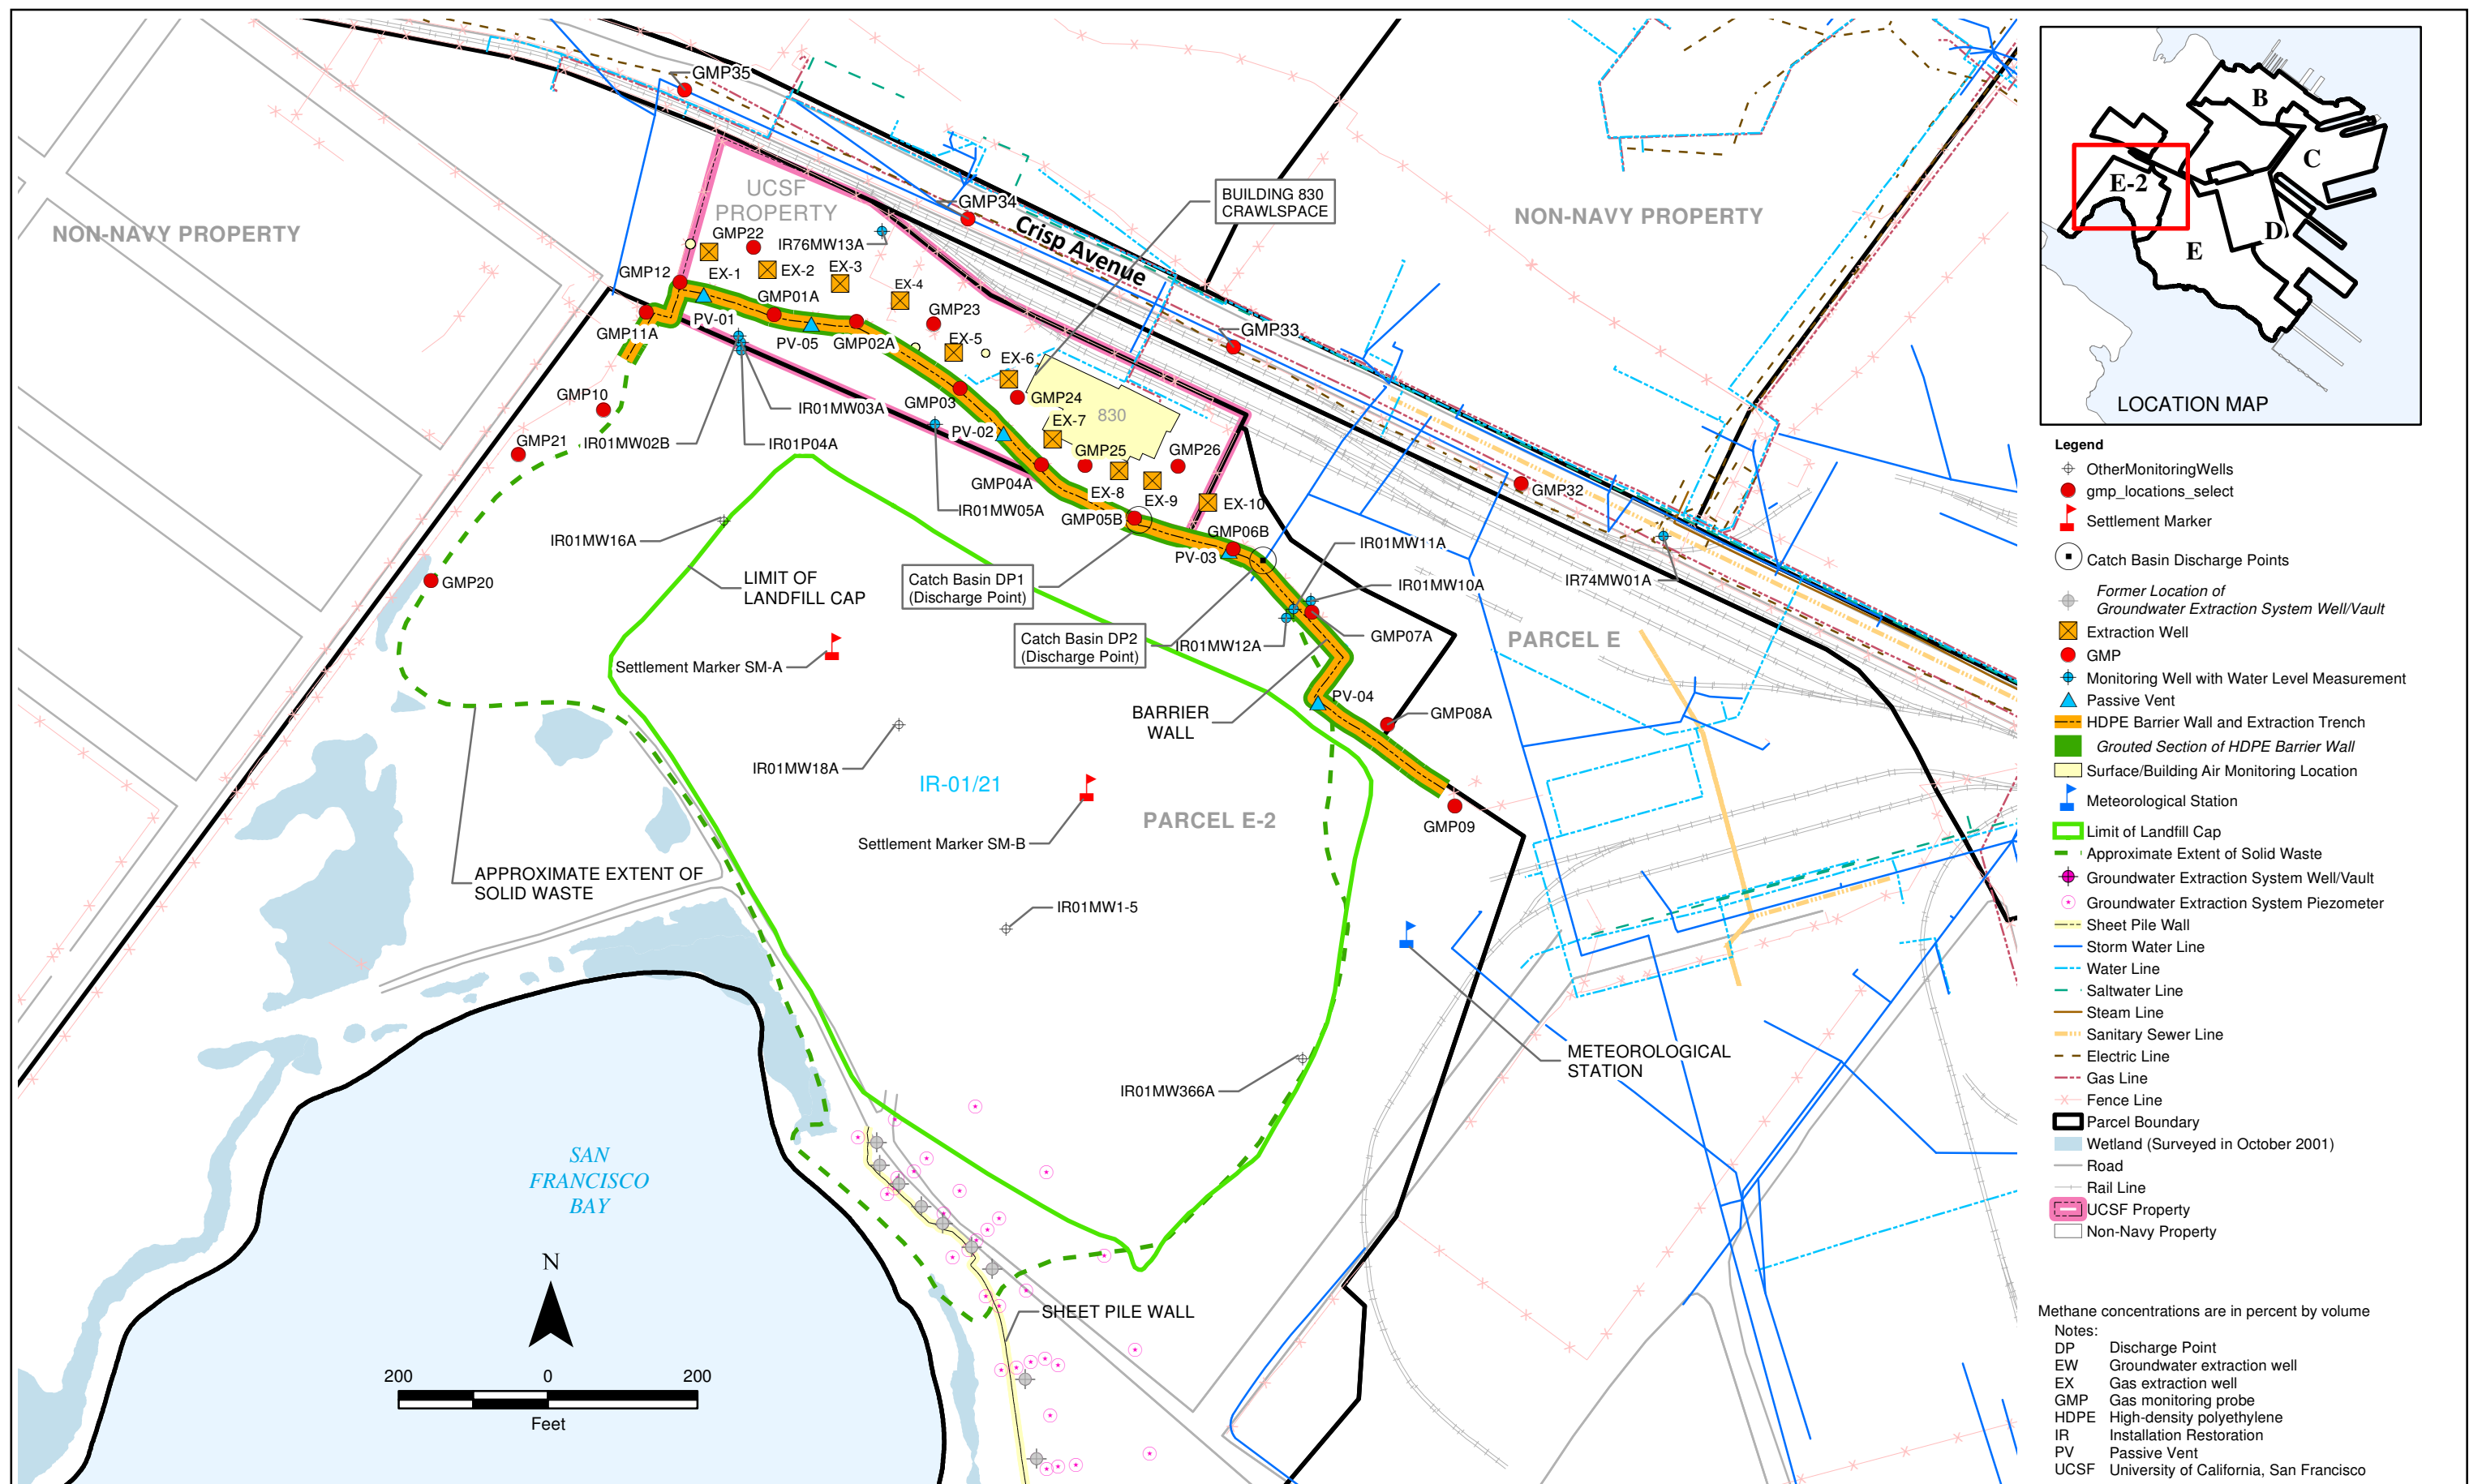 GMP35
UCSF
PROPERTY
NON-NAVY PROPERTY
GMP34
BUILDING 830
CRAWLSPACE
NON-NAVY PROPERTY
Crisp Avenue
GMP22
IR76MW13A
GMP12
EX-1
EX-2
EX-3
EX-4
GMP01A
GMP23
GMP33
GMP11A
PV-01
PV-05
GMP02A
EX-5
EX-6
GMP10
IR01MW03A
GMP03
GMP24
830
EX-7
GMP21
IR01MW02B
IR01P04A
PV-02
GMP25
GMP26
GMP04A
EX-8
EX-9
EX-10
GMP32
IR01MW05A
GMP05B
GMP06B
IR01MW16A
PV-03
IR01MW11A
IR74MW01A
GMP20
LIMIT OF
LANDFILL CAP
Catch Basin DP1
(Discharge Point)
IR01MW10A
Catch Basin DP2
(Discharge Point)
IR01MW12A
GMP07A
PARCEL E
Settlement Marker SM-A
PV-04
BARRIER
WALL
GMP08A
IR01MW18A
IR-01/21
PARCEL E-2
GMP09
Settlement Marker SM-B
APPROXIMATE EXTENT OF
SOLID WASTE
IR01MW1-5
METEOROLOGICAL
STATION
IR01MW366A
SAN
FRANCISCO
BAY
N
SHEET PILE WALL
200
0
200
Feet
B
C
E-2
D
E
LOCATION MAP
Legend
OtherMonitoringWells
gmp_locations_select
Settlement Marker
Catch Basin Discharge Points
Former Location of
Groundwater Extraction System Well/Vault
Extraction Well
GMP
Monitoring Well with Water Level Measurement
Passive Vent
HDPE Barrier Wall and Extraction Trench
Grouted Section of HDPE Barrier Wall
Surface/Building Air Monitoring Location
Meteorological Station
Limit of Landfill Cap
Approximate Extent of Solid Waste
Groundwater Extraction System Well/Vault
Groundwater Extraction System Piezometer
Sheet Pile Wall
Storm Water Line
Water Line
Saltwater Line
Steam Line
Sanitary Sewer Line
Electric Line
Gas Line
Fence Line
Parcel Boundary
Wetland (Surveyed in October 2001)
Road
Rail Line
UCSF Property
Non-Navy Property
Methane concentrations are in percent by volume
Notes:
DP Discharge Point
EW Groundwater extraction well
EX Gas extraction well
GMP Gas monitoring probe
HDPE High-density polyethylene
IR Installation Restoration
PV Passive Vent
UCSF University of California, San Francisco